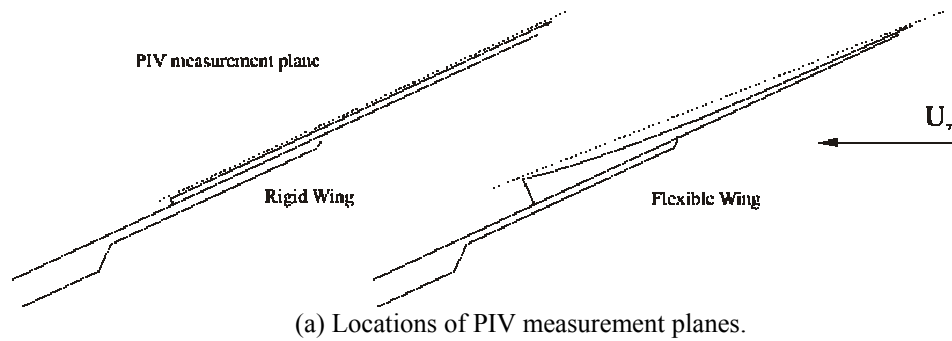 PIV measurement plane
Rigid Wing
Flexible Wing
U
(a) Locations of PIV measurement planes.